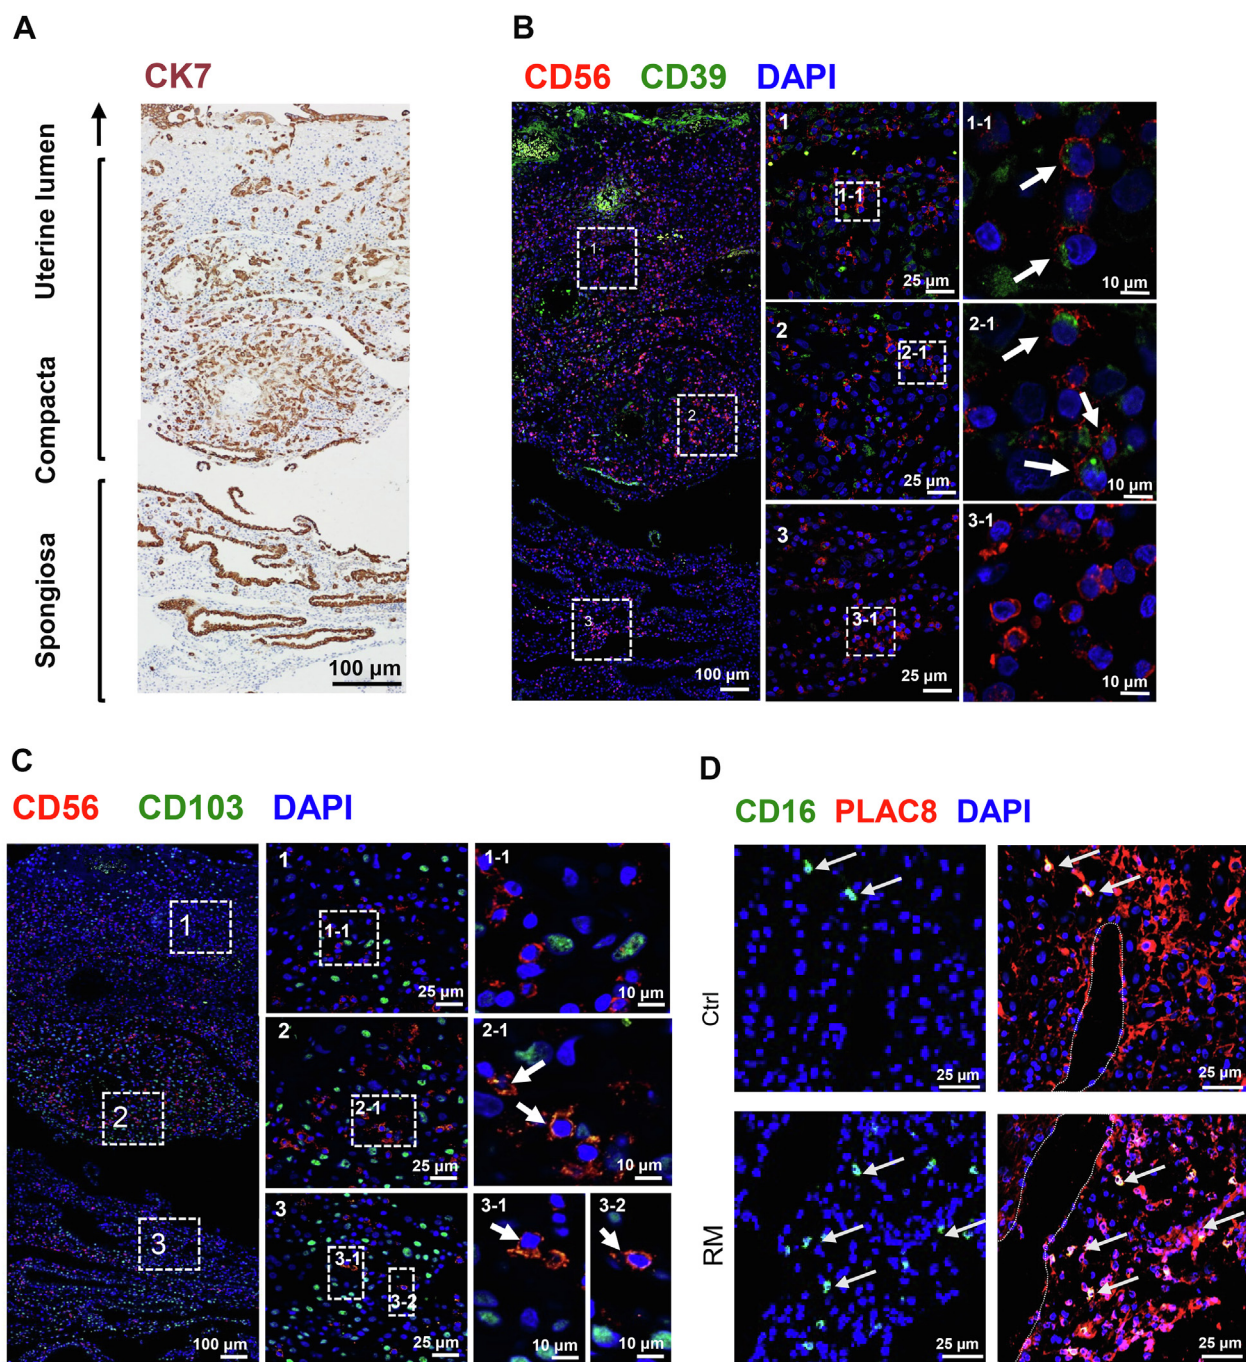 A
CK7
Uterine lumen
Compacta
Spongiosa
100 µm
B
CD56 CD39 DAPI
1
2
3
100 µm
1
1-1
25 µm
1-1
10 µm
2
2-1
25 µm
2-1
10 µm
3
3-1
25 µm
3-1
10 µm
C
CD56 CD103 DAPI
1
2
3
100 µm
1
1-1
25 µm
1-1
10 µm
2
2-1
25 µm
2-1
10 µm
3
3-1
3-2
25 µm
3-1
10 µm
3-2
10 µm
D
CD16 PLAC8 DAPI
Ctrl
25 µm
25 µm
RM
25 µm
25 µm